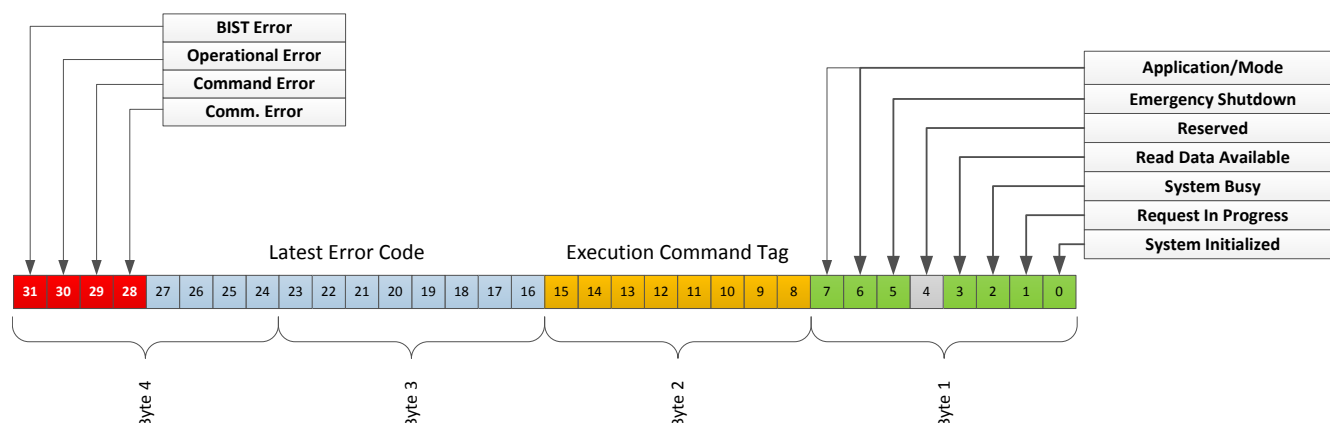 BIST Error
Operational Error
Command Error
Comm. Error
Application/Mode
Emergency Shutdown
Reserved
Read Data Available
System Busy
Request In Progress
System Initialized
Latest Error Code
Execution Command Tag
31 30 29 28 27 26 25 24 23 22 21 20 19 18 17 16 15 14 13 12 11 10 9 8 7 6 5 4 3 2 1 0
Byte 4
Byte 3
Byte 2
Byte 1